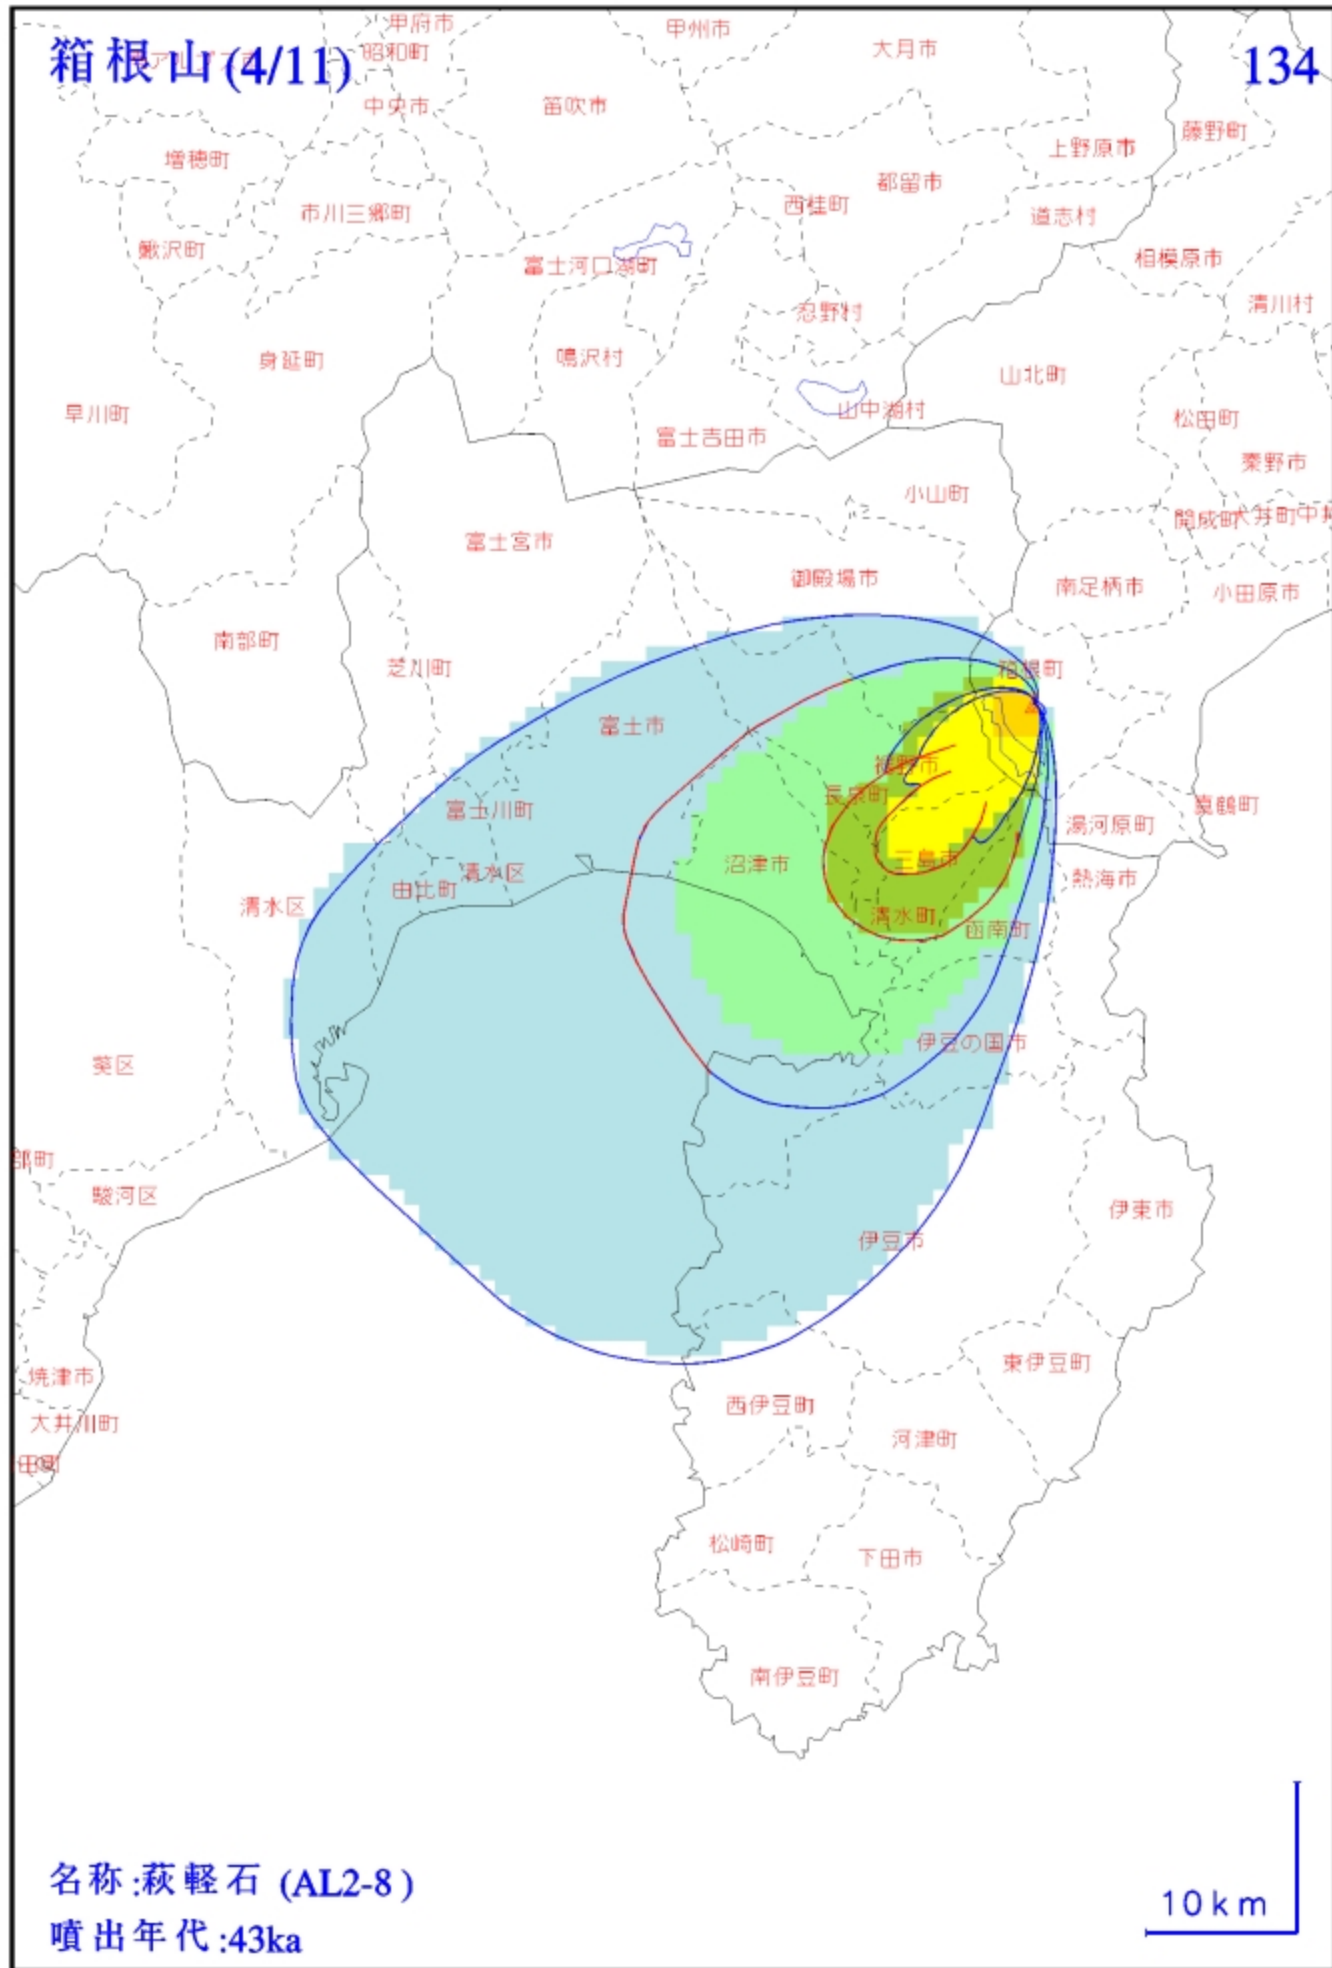 箱根山(4/11)
134
甲府市
甲州市
大月市
昭和町
中央市
笛吹市
藤野町
上野原市
増穂町
都留市
西桂町
市川三郷町
道志村
鰍沢町
富士河口湖町
相模原市
清川村
忍野村
身延町
鳴沢村
山北町
早川町
山中湖村
松田町
富士吉田市
秦野市
小山町
開成町
大井町
富士宮市
御殿場市
南足柄市
小田原市
南部町
芝川町
箱根町
富士市
裾野市
長泉町
富士川町
真鶴町
湯河原町
沼津市
三島市
清水区
由比町
熱海市
清水区
清水町
函南町
伊豆の国市
葵区
部町
駿河区
伊東市
伊豆市
東伊豆町
焼津市
西伊豆町
大井川町
河津町
松崎町
下田市
南伊豆町
名称:萩軽石 (AL2-8 )
10km
噴出年代:43ka